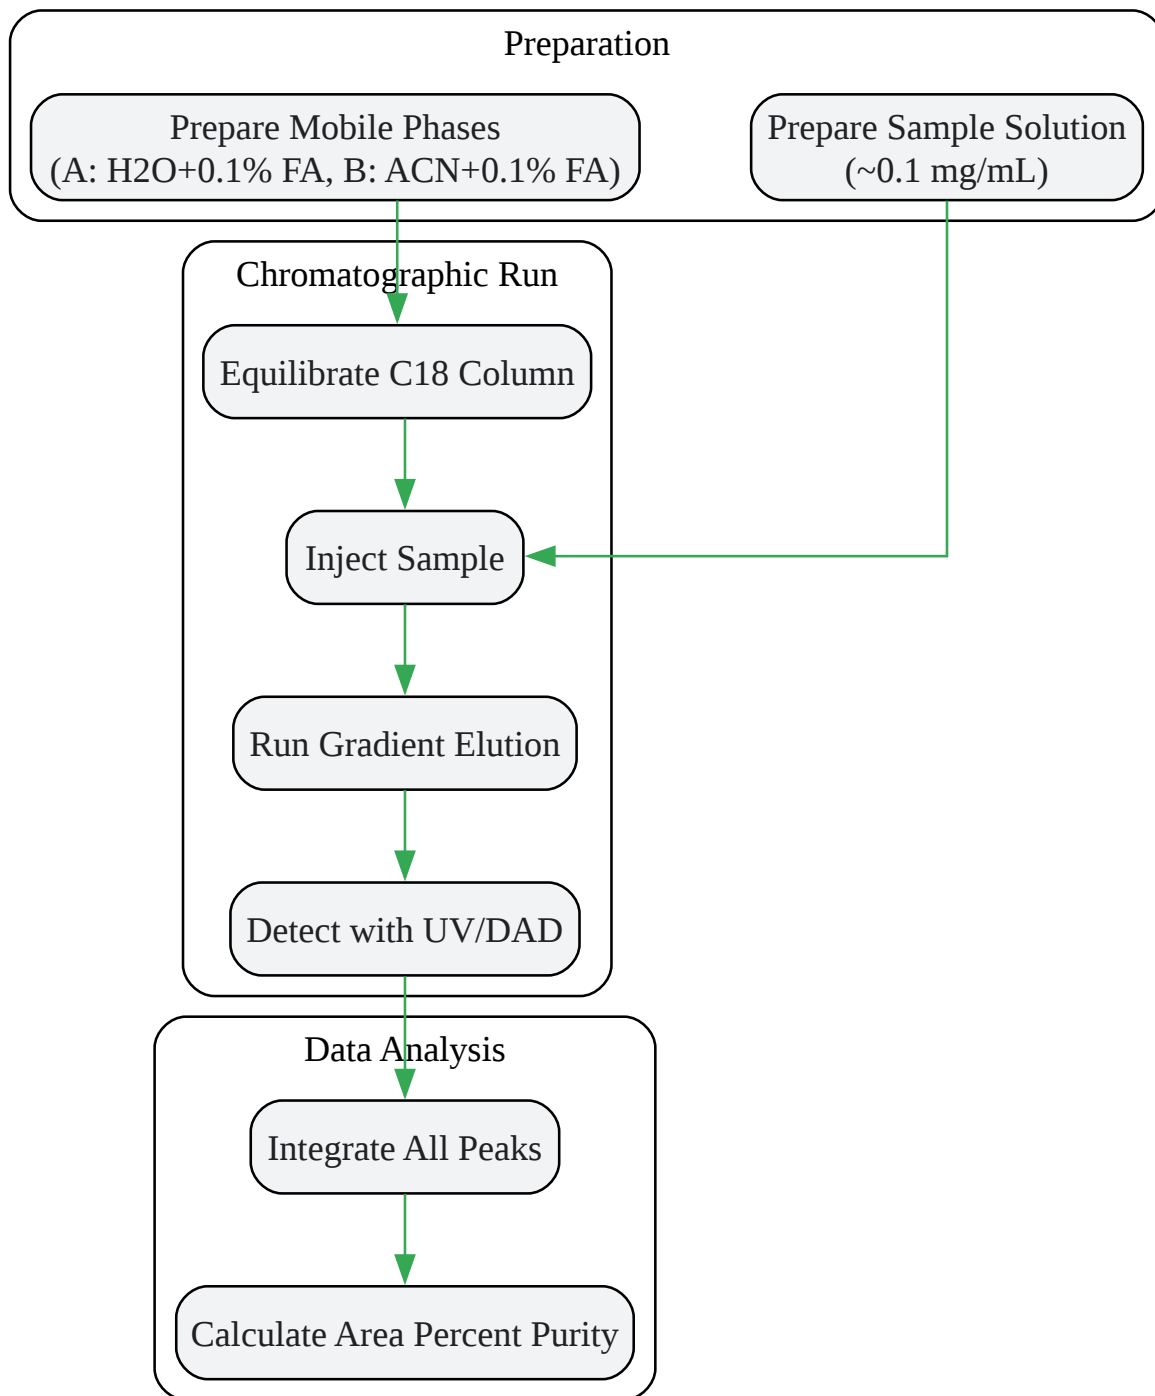 Preparation
Prepare Mobile Phases
(A: H2O+0.1% FA, B: ACN+0.1% FA)
Prepare Sample Solution
(~0.1 mg/mL)
Chromatographic Run
Equilibrate C18 Column
Inject Sample
Run Gradient Elution
Detect with UV/DAD
Data Analysis
Integrate All Peaks
Calculate Area Percent Purity